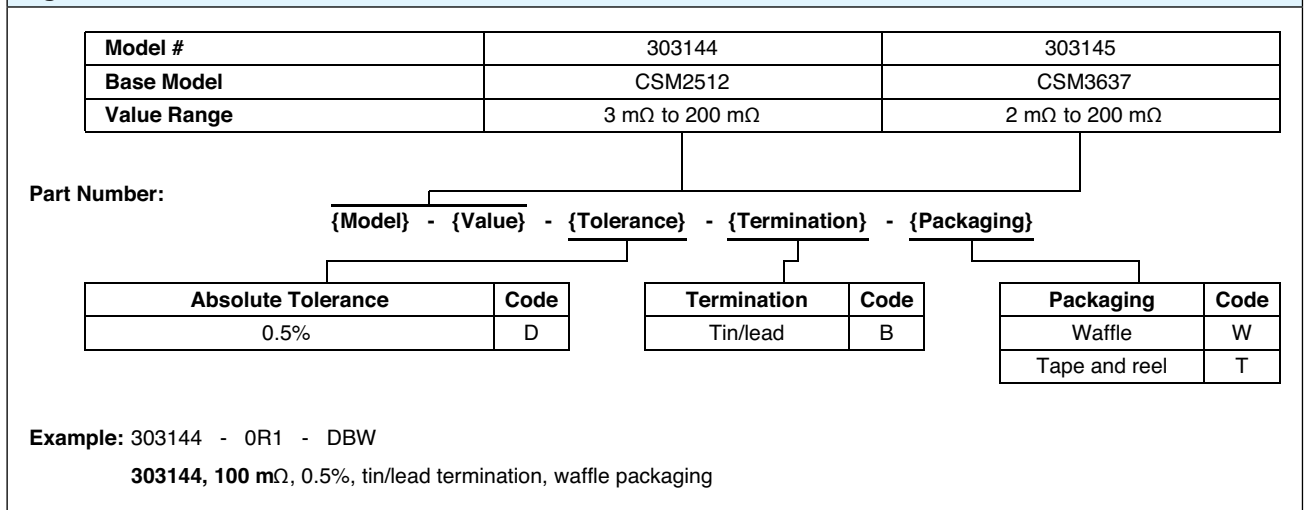 Model # 303144 303145
Base Model CSM2512 CSM3637
Value Range 3 mΩ to 200 mΩ 2 mΩ to 200 mΩ
Part Number:
{Model} - {Value} - {Tolerance} - {Termination} - {Packaging}
Absolute Tolerance Code Termination Code Packaging Code
0.5% D Tin/lead B Waffle W
Tape and reel T
Example: 303144 - 0R1 - DBW
303144, 100 mΩ, 0.5%, tin/lead termination, waffle packaging